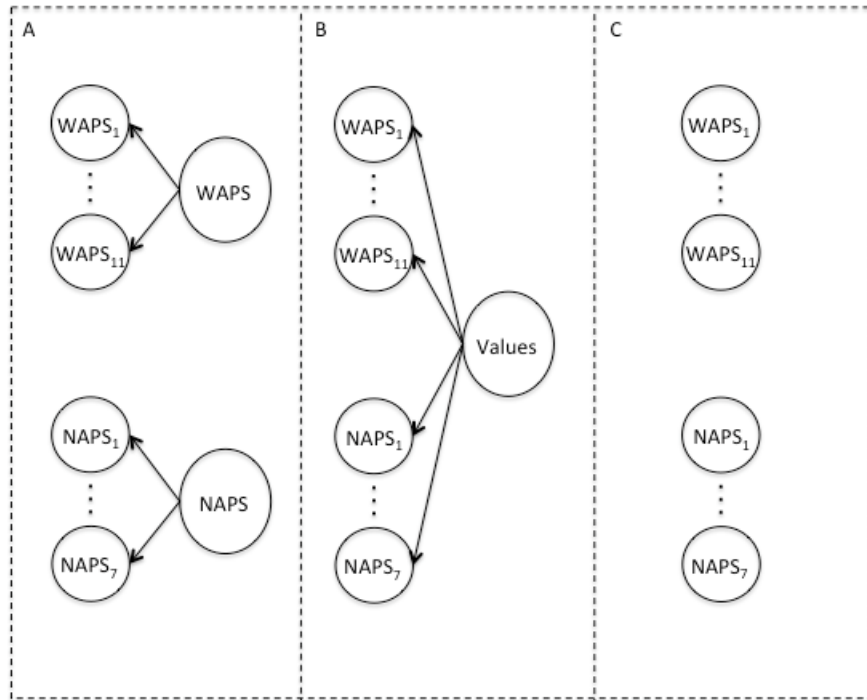 A
WAPS₁
⋮
WAPS₁₁
WAPS
NAPS₁
⋮
NAPS₇
NAPS
B
WAPS₁
⋮
WAPS₁₁
Values
NAPS₁
⋮
NAPS₇
C
WAPS₁
⋮
WAPS₁₁
NAPS₁
⋮
NAPS₇